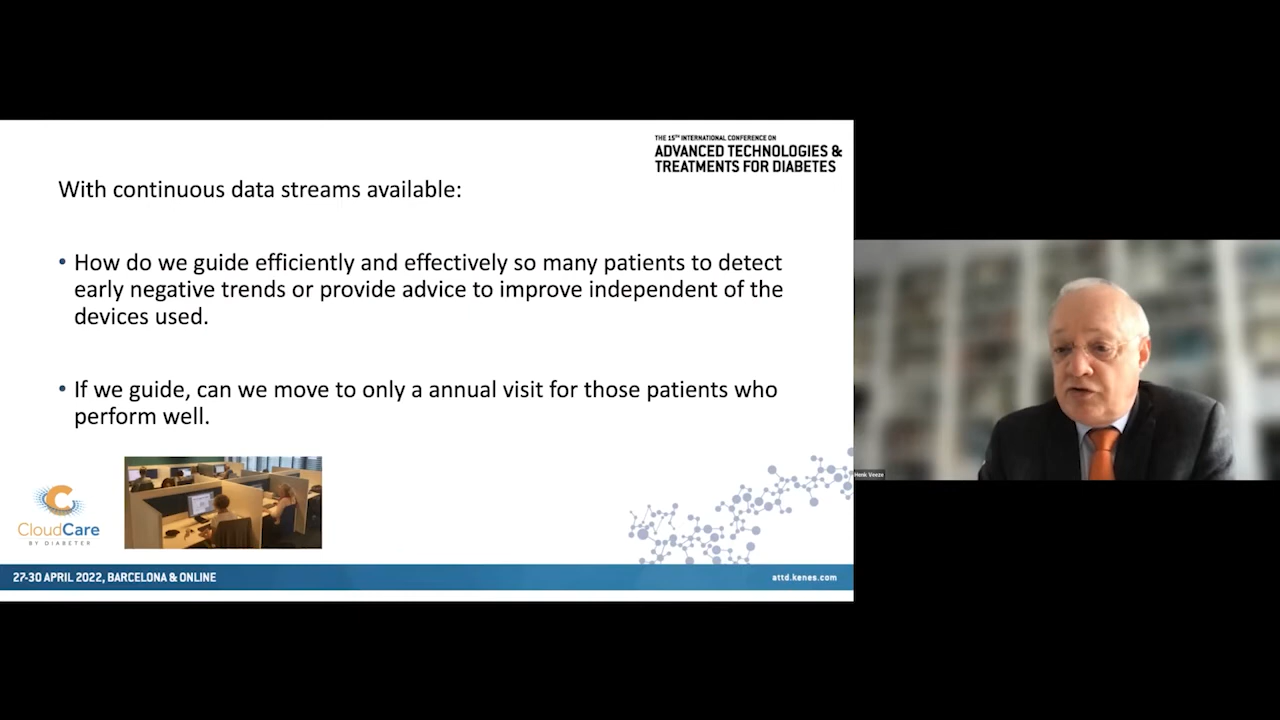 THE 15TH INTERNATIONAL CONFERENCE ON
ADVANCED TECHNOLOGIES &
TREATMENTS FOR DIABETES
With continuous data streams available:
• How do we guide efficiently and effectively so many patients to detect
early negative trends or provide advice to improve independent of the
devices used.
• If we guide, can we move to only a annual visit for those patients who
perform well.
CloudCare
BY DIABETER
27-30 APRIL 2022, BARCELONA & ONLINE
attd.kenes.com
Henk Veeze